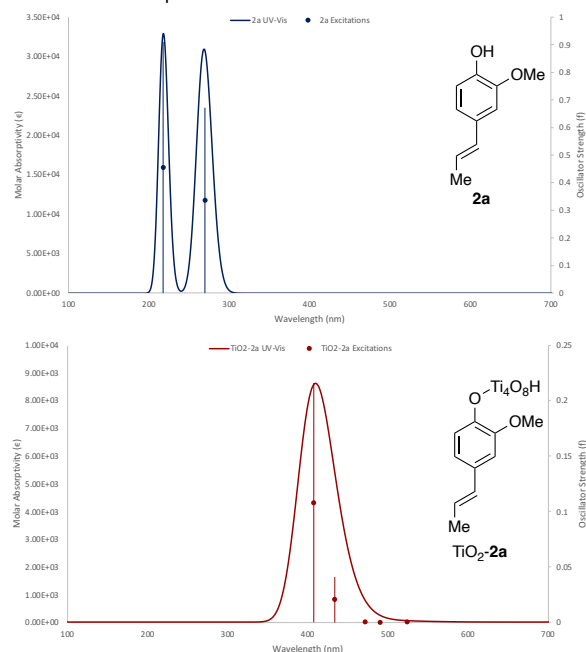 2a UV-Vis
2a Excitations
3.50E+04
3.00E+04
2.50E+04
2.00E+04
1.50E+04
1.00E+04
5.00E+03
0.00E+00
Molar Absorptivity (ϵ)
1
0.9
0.8
0.7
0.6
0.5
0.4
0.3
0.2
0.1
0
Oscillator Strength (f)
100 200 300 400 500 600 700
Wavelength (nm)
OH
OMe
Me
2a
TiO2-2a UV-Vis
TiO2-2a Excitations
1.00E+04
9.00E+03
8.00E+03
7.00E+03
6.00E+03
5.00E+03
4.00E+03
3.00E+03
2.00E+03
1.00E+03
0.00E+00
Molar Absorptivity (ϵ)
0.25
0.2
0.15
0.1
0.05
0
Oscillator Strength (f)
100 200 300 400 500 600 700
Wavelength (nm)
Ti₄O₈H
O
OMe
Me
TiO₂-2a